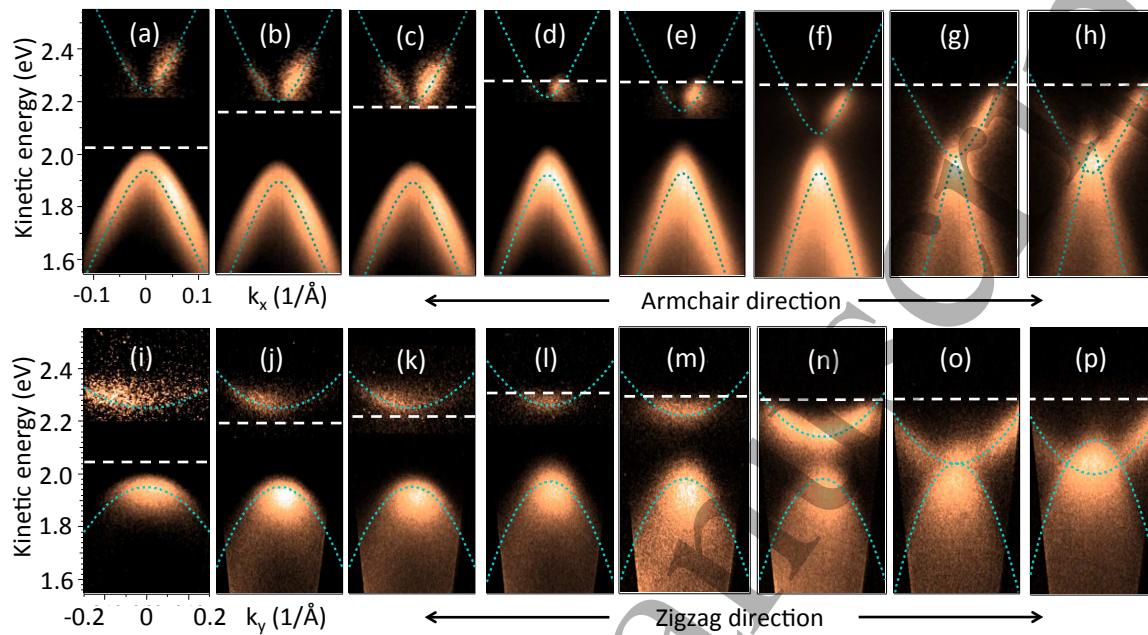 (a) (b) (c) (d) (e) (f) (g) (h)
Kinetic energy (eV)
2.4
2.2
2.0
1.8
1.6
-0.1 0 0.1
kx (1/Å)
Armchair direction
(i) (j) (k) (l) (m) (n) (o) (p)
Kinetic energy (eV)
2.4
2.2
2.0
1.8
1.6
-0.2 0 0.2
ky (1/Å)
Zigzag direction